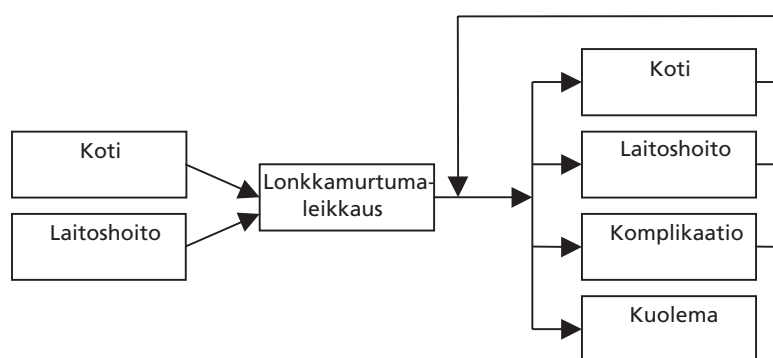 Koti
Laitoshoito
Lonkkamurtuma-
leikkaus
Koti
Laitoshoito
Komplikaatio
Kuolema